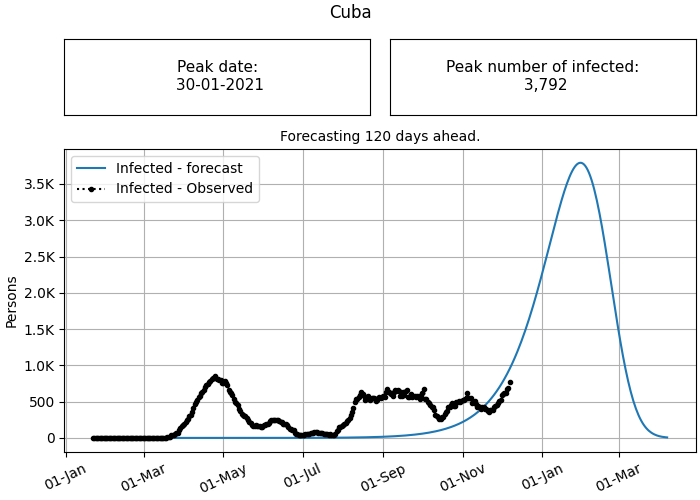 Cuba
Peak date:
30-01-2021
Peak number of infected:
3,792
Forecasting 120 days ahead.
Infected - forecast
Infected - Observed
3.5K
3.0K
2.5K
2.0K
1.5K
1.0K
500
0
Persons
01-Jan
01-Mar
01-May
01-Jul
01-Sep
01-Nov
01-Jan
01-Mar